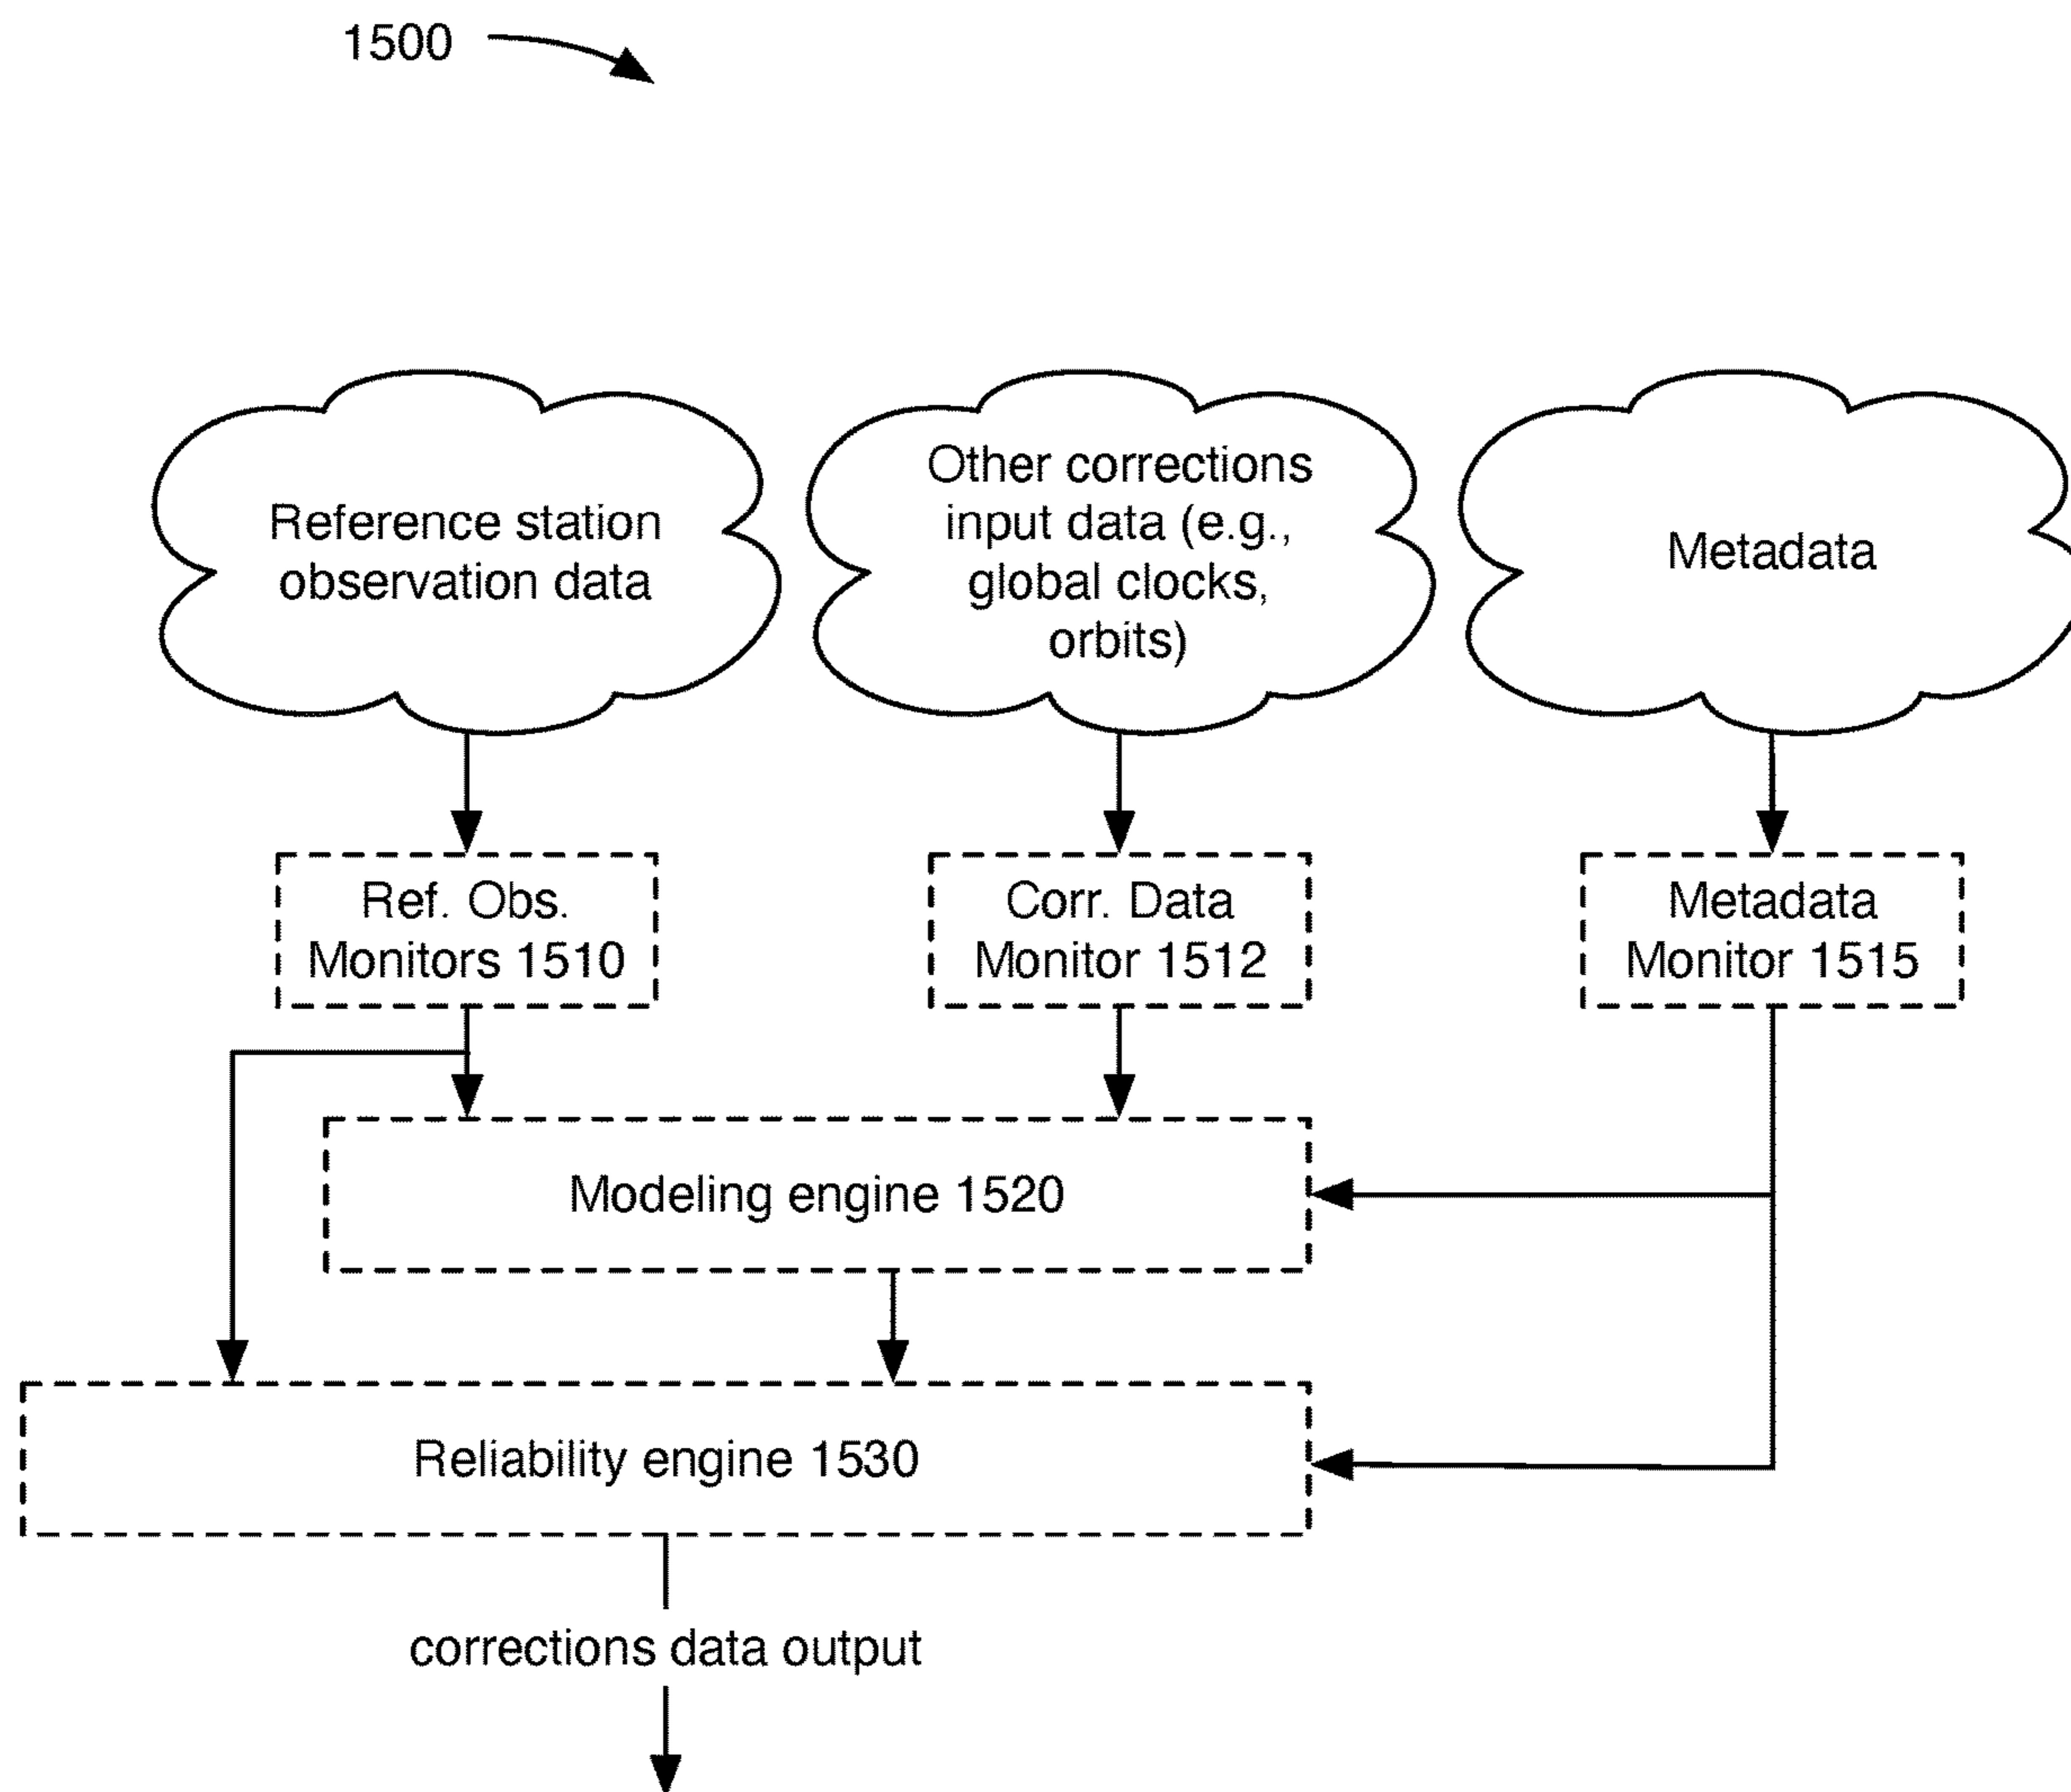 1500
Reference station
observation data
Other corrections
input data (e.g.,
global clocks,
orbits)
Metadata
Ref. Obs.
Monitors 1510
Corr. Data
Monitor 1512
Metadata
Monitor 1515
Modeling engine 1520
Reliability engine 1530
corrections data output